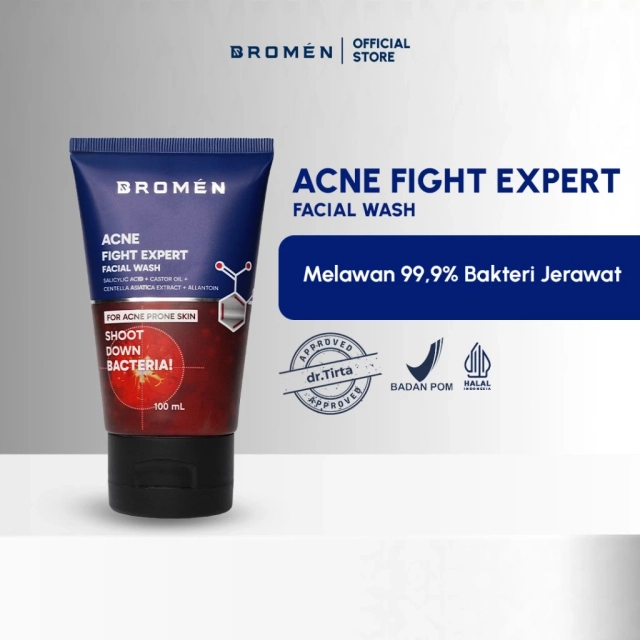 BROMÉN
OFFICIAL
STORE
BROMÉN
ACNE
FIGHT EXPERT
FACIAL WASH
SALICYLIC ACID + CASTOR OIL +
CENTELLA ASIATICA EXTRACT + ALLANTOIN
FOR ACNE PRONE SKIN
SHOOT
DOWN
BACTERIA!
100 mL
ACNE FIGHT EXPERT
FACIAL WASH
Melawan 99,9% Bakteri Jerawat
APPROVED
dr.Tirta
APPROVED
BADAN POM
HALAL
INDONESIA